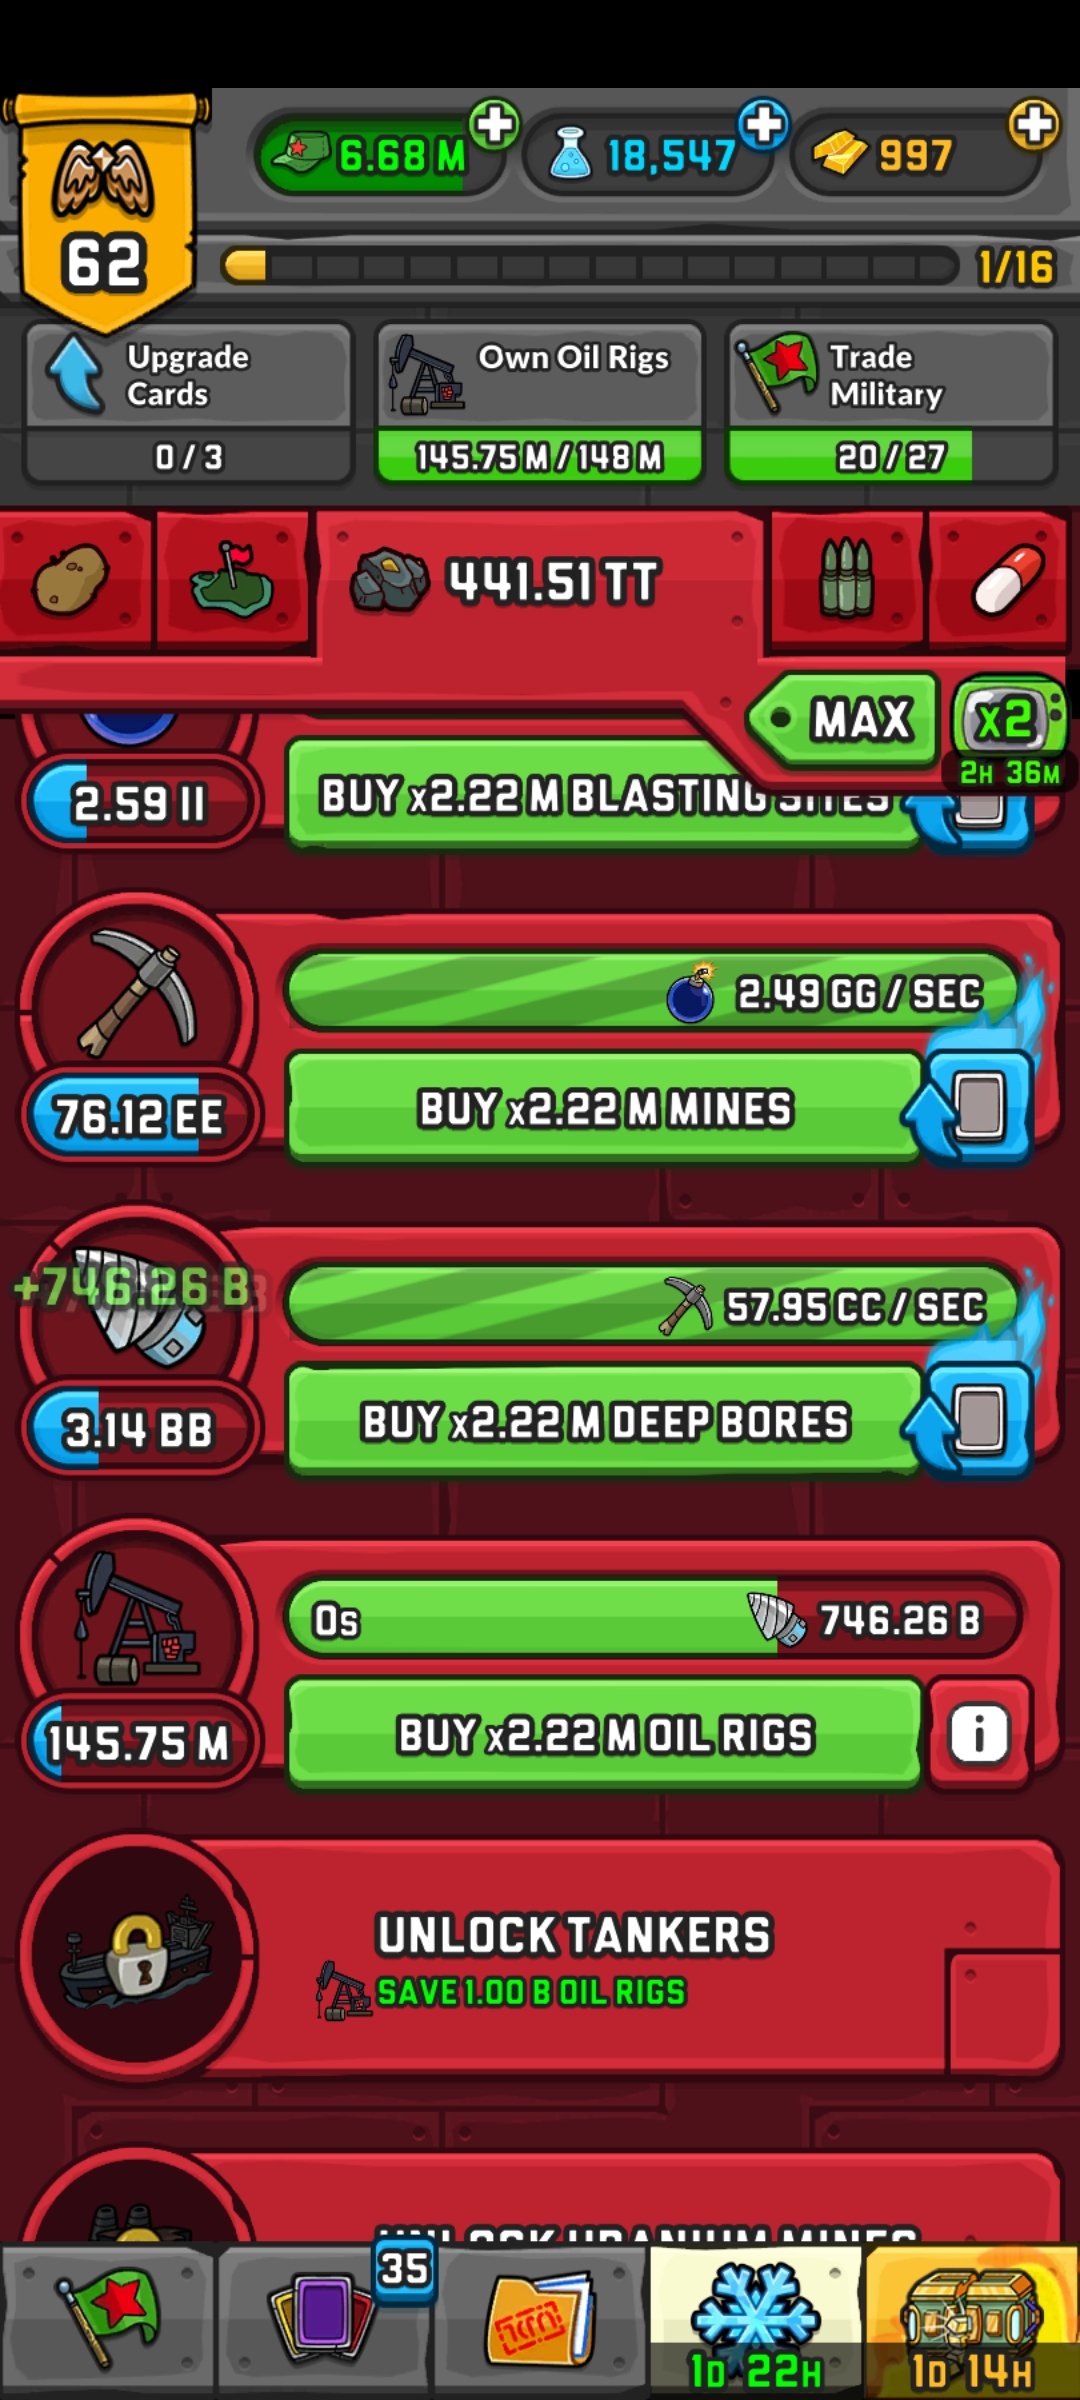 6.68 M
18,547
997
62
1/16
Upgrade
Cards
0 / 3
Own Oil Rigs
145.75 M / 148 M
Trade
Military
20 / 27
441.51 TT
MAX
x2
2H 36M
2.59 II
BUY x2.22 M BLASTING SITES
2.49 GG / SEC
76.12 EE
BUY x2.22 M MINES
+746.26 B
57.95 CC / SEC
3.14 BB
BUY x2.22 M DEEP BORES
0s
746.26 B
145.75 M
BUY x2.22 M OIL RIGS
i
UNLOCK TANKERS
SAVE 1.00 B OIL RIGS
UNLOCK URANIUM MINES
35
1D 22H
1D 14H